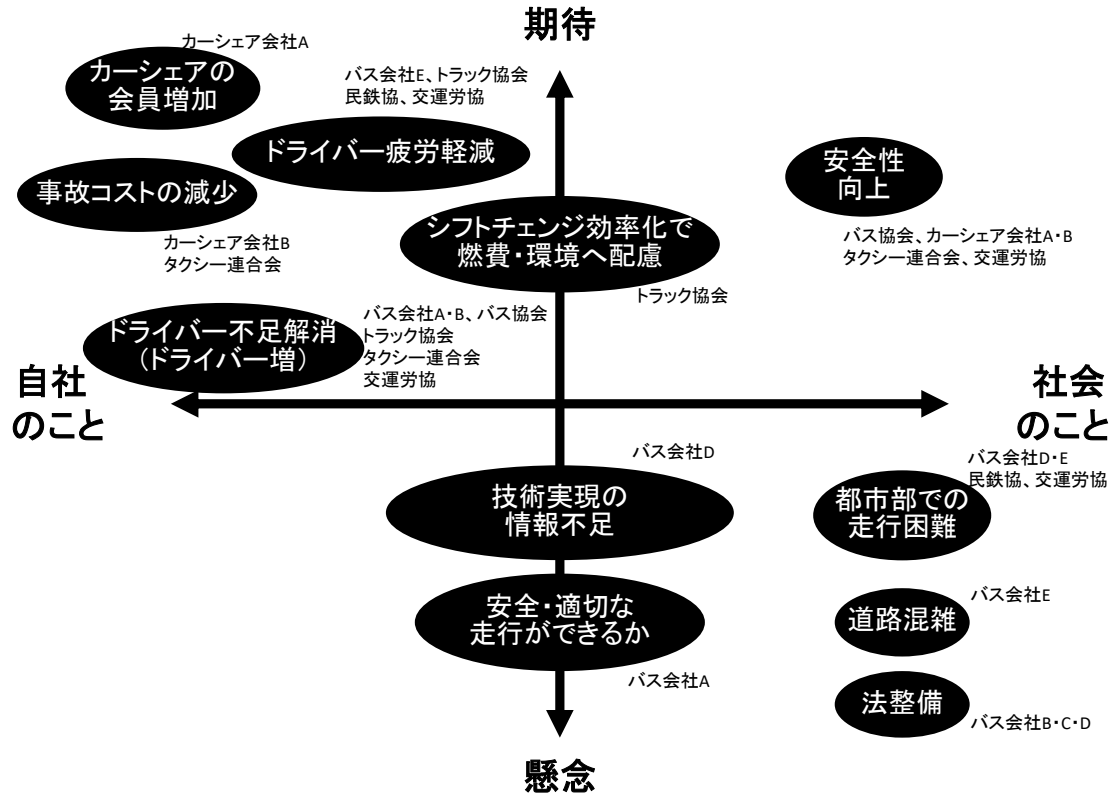 期待
カーシェア会社A
カーシェアの
会員増加
バス会社E、トラック協会
民鉄協、交運労協
ドライバー疲労軽減
安全性
向上
事故コストの減少
シフトチェンジ効率化で
燃費・環境へ配慮
バス協会、カーシェア会社A・B
タクシー連合会、交運労協
カーシェア会社B
タクシー連合会
トラック協会
バス会社A・B、バス協会
トラック協会
タクシー連合会
交運労協
ドライバー不足解消
（ドライバー増）
自社
のこと
社会
のこと
バス会社D
技術実現の
情報不足
バス会社D・E
民鉄協、交運労協
都市部での
走行困難
安全・適切な
走行ができるか
バス会社A
バス会社E
道路混雑
法整備
バス会社B・C・D
懸念